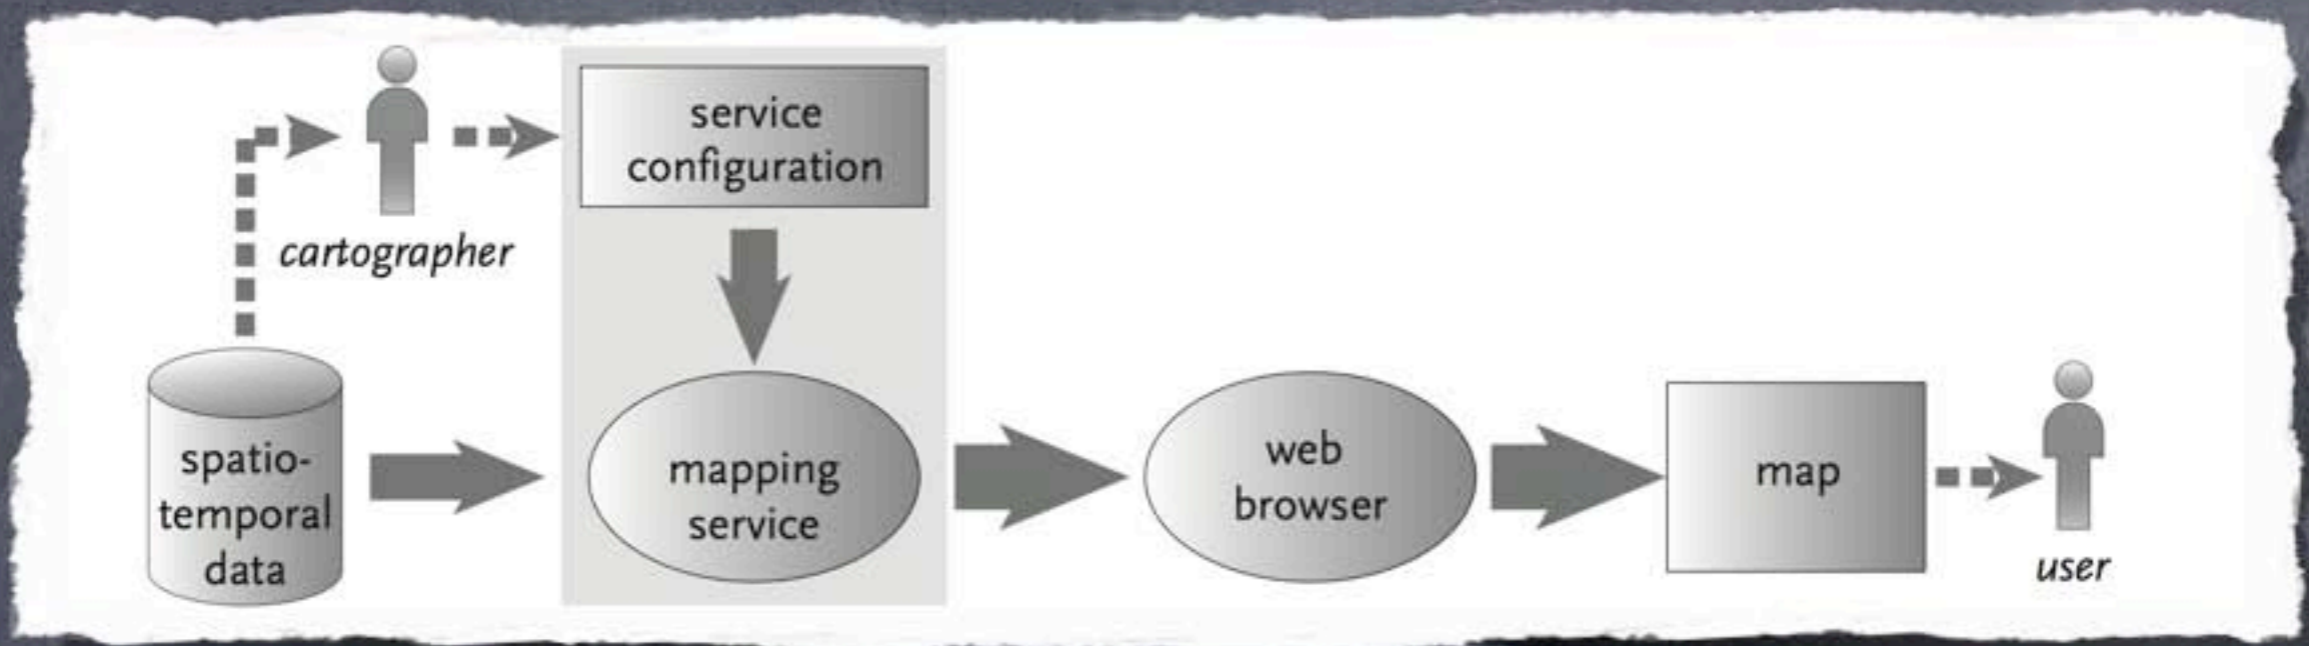 service
configuration
cartographer
spatio-
temporal
data
mapping
service
web
browser
map
user